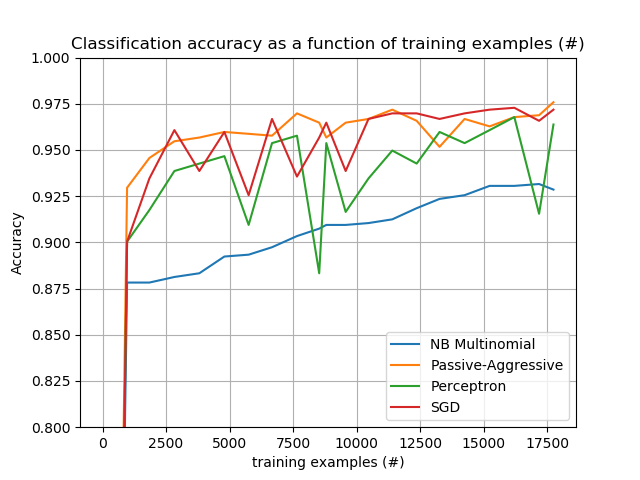 Classification accuracy as a function of training examples (#)
1.000
0.975
0.950
0.925
0.900
0.875
0.850
0.825
0.800
Accuracy
NB Multinomial
Passive-Aggressive
Perceptron
SGD
0 2500 5000 7500 10000 12500 15000 17500
training examples (#)